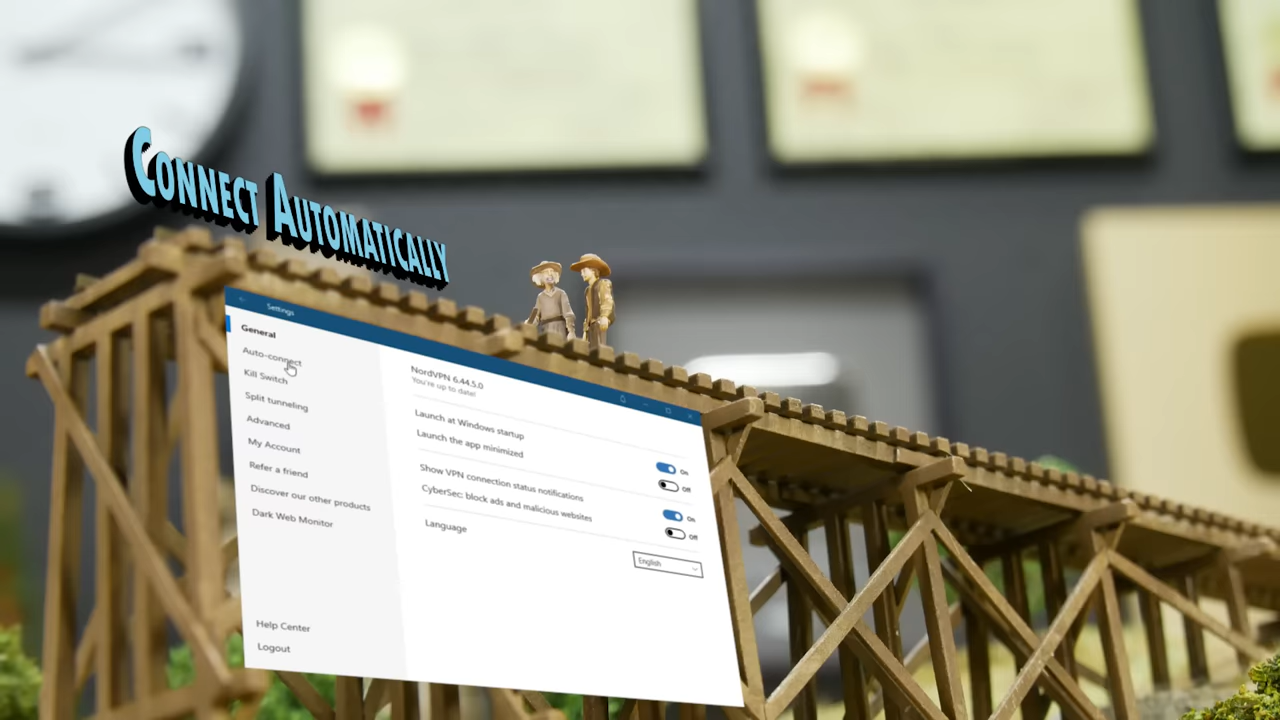 Connect Automatically
Settings
General
Auto-connect
Kill Switch
Split tunneling
Advanced
My Account
Refer a friend
Discover our other products
Dark Web Monitor
Help Center
Logout
NordVPN 6.44.5.0
You're up to date!
Launch at Windows startup
On
Launch the app minimized
Off
Show VPN connection status notifications
On
CyberSec: block ads and malicious websites
Off
Language
English